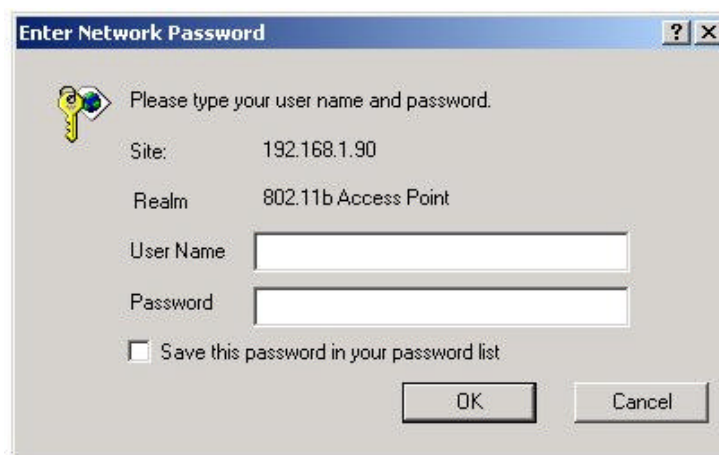 Enter Network Password
Please type your user name and password.
Site: 192.168.1.90
Realm 802.11b Access Point
User Name
Password
Save this password in your password list
OK Cancel